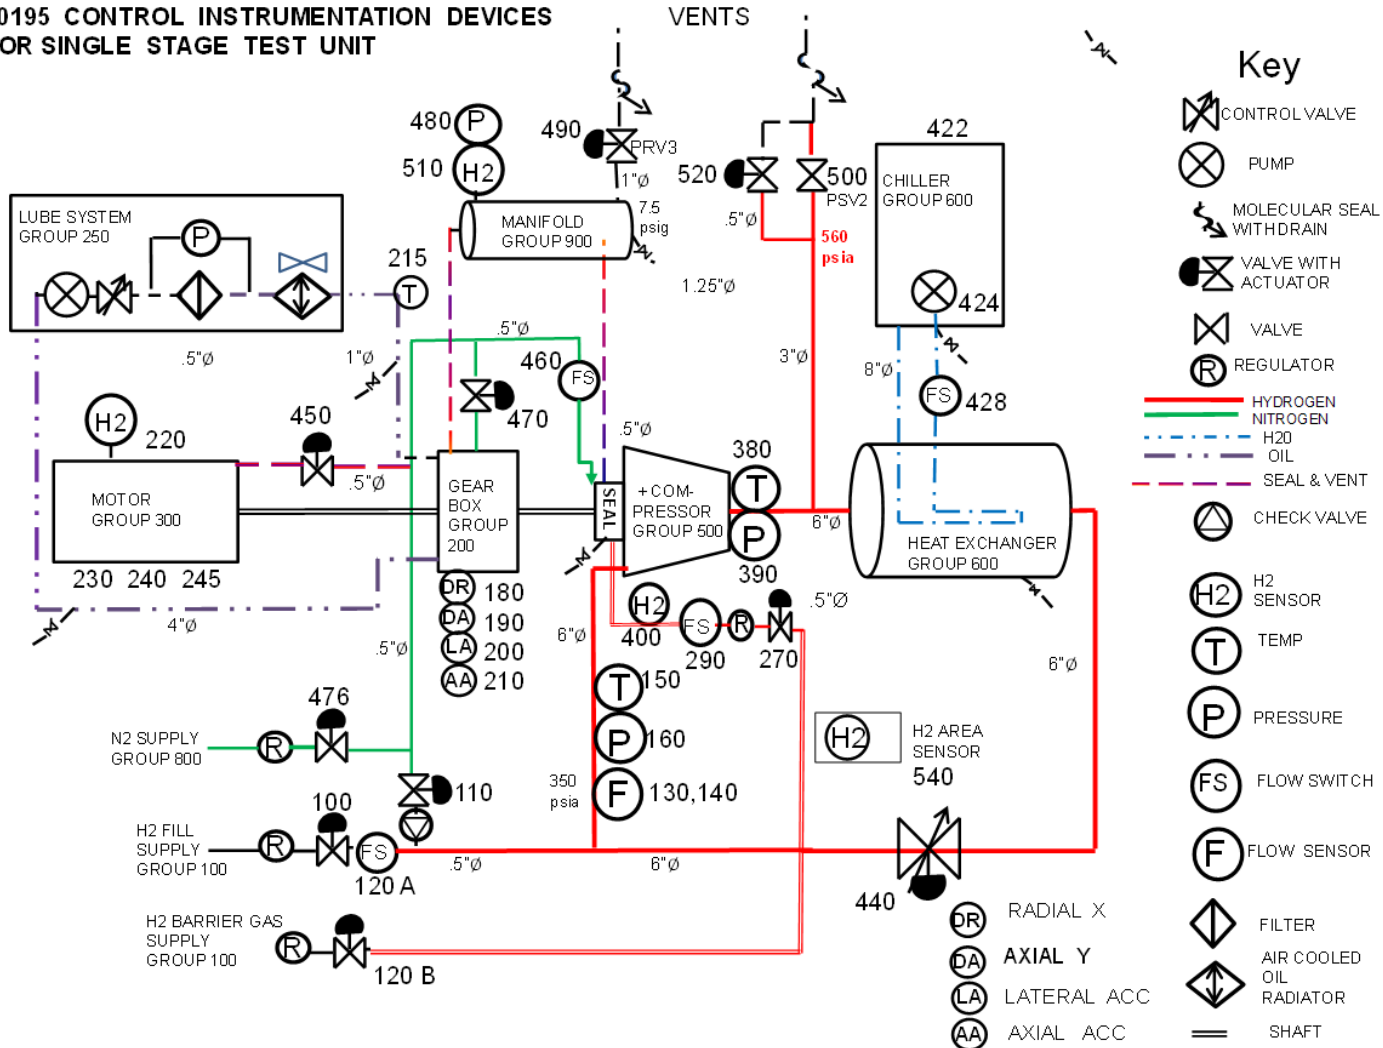 0195 CONTROL INSTRUMENTATION DEVICES
OR SINGLE STAGE TEST UNIT
VENTS
Key
CONTROL VALVE
PUMP
MOLECULAR SEAL
WITH DRAIN
VALVE WITH
ACTUATOR
VALVE
R REGULATOR
HYDROGEN
NITROGEN
H20
OIL
SEAL & VENT
CHECK VALVE
H2 H2
SENSOR
T TEMP
P PRESSURE
FS FLOW SWITCH
F FLOW SENSOR
FILTER
AIR COOLED
OIL
RADIATOR
SHAFT
480 P
510 H2
490
PRV3
1"Ø
MANIFOLD
GROUP 900
7.5
psig
520
500
PSV2
.5"Ø
560
psia
422
CHILLER
GROUP 600
424
LUBE SYSTEM
GROUP 250
P
215
T
.5"Ø
1"Ø
.5"Ø
460
FS
470
1.25"Ø
3"Ø
8"Ø
FS 428
H2
220
450
.5"Ø
MOTOR
GROUP 300
230 240 245
GEAR
BOX
GROUP
200
SEAL
.5"Ø
+ COM-
PRESSOR
GROUP 500
380
T
P
390
6"Ø
HEAT EXCHANGER
GROUP 600
.5"Ø
DR 180
DA 190
LA 200
AA 210
4"Ø
.5"Ø
6"Ø
H2
400
FS
290
R
270
6"Ø
T 150
P 160
F 130,140
350
psia
476
N2 SUPPLY
GROUP 800
R
110
100
H2 FILL
SUPPLY
GROUP 100
R
FS
120 A
.5"Ø
6"Ø
H2
H2 AREA
SENSOR
540
440
H2 BARRIER GAS
SUPPLY
GROUP 100
R
120 B
DR RADIAL X
DA AXIAL Y
LA LATERAL ACC
AA AXIAL ACC